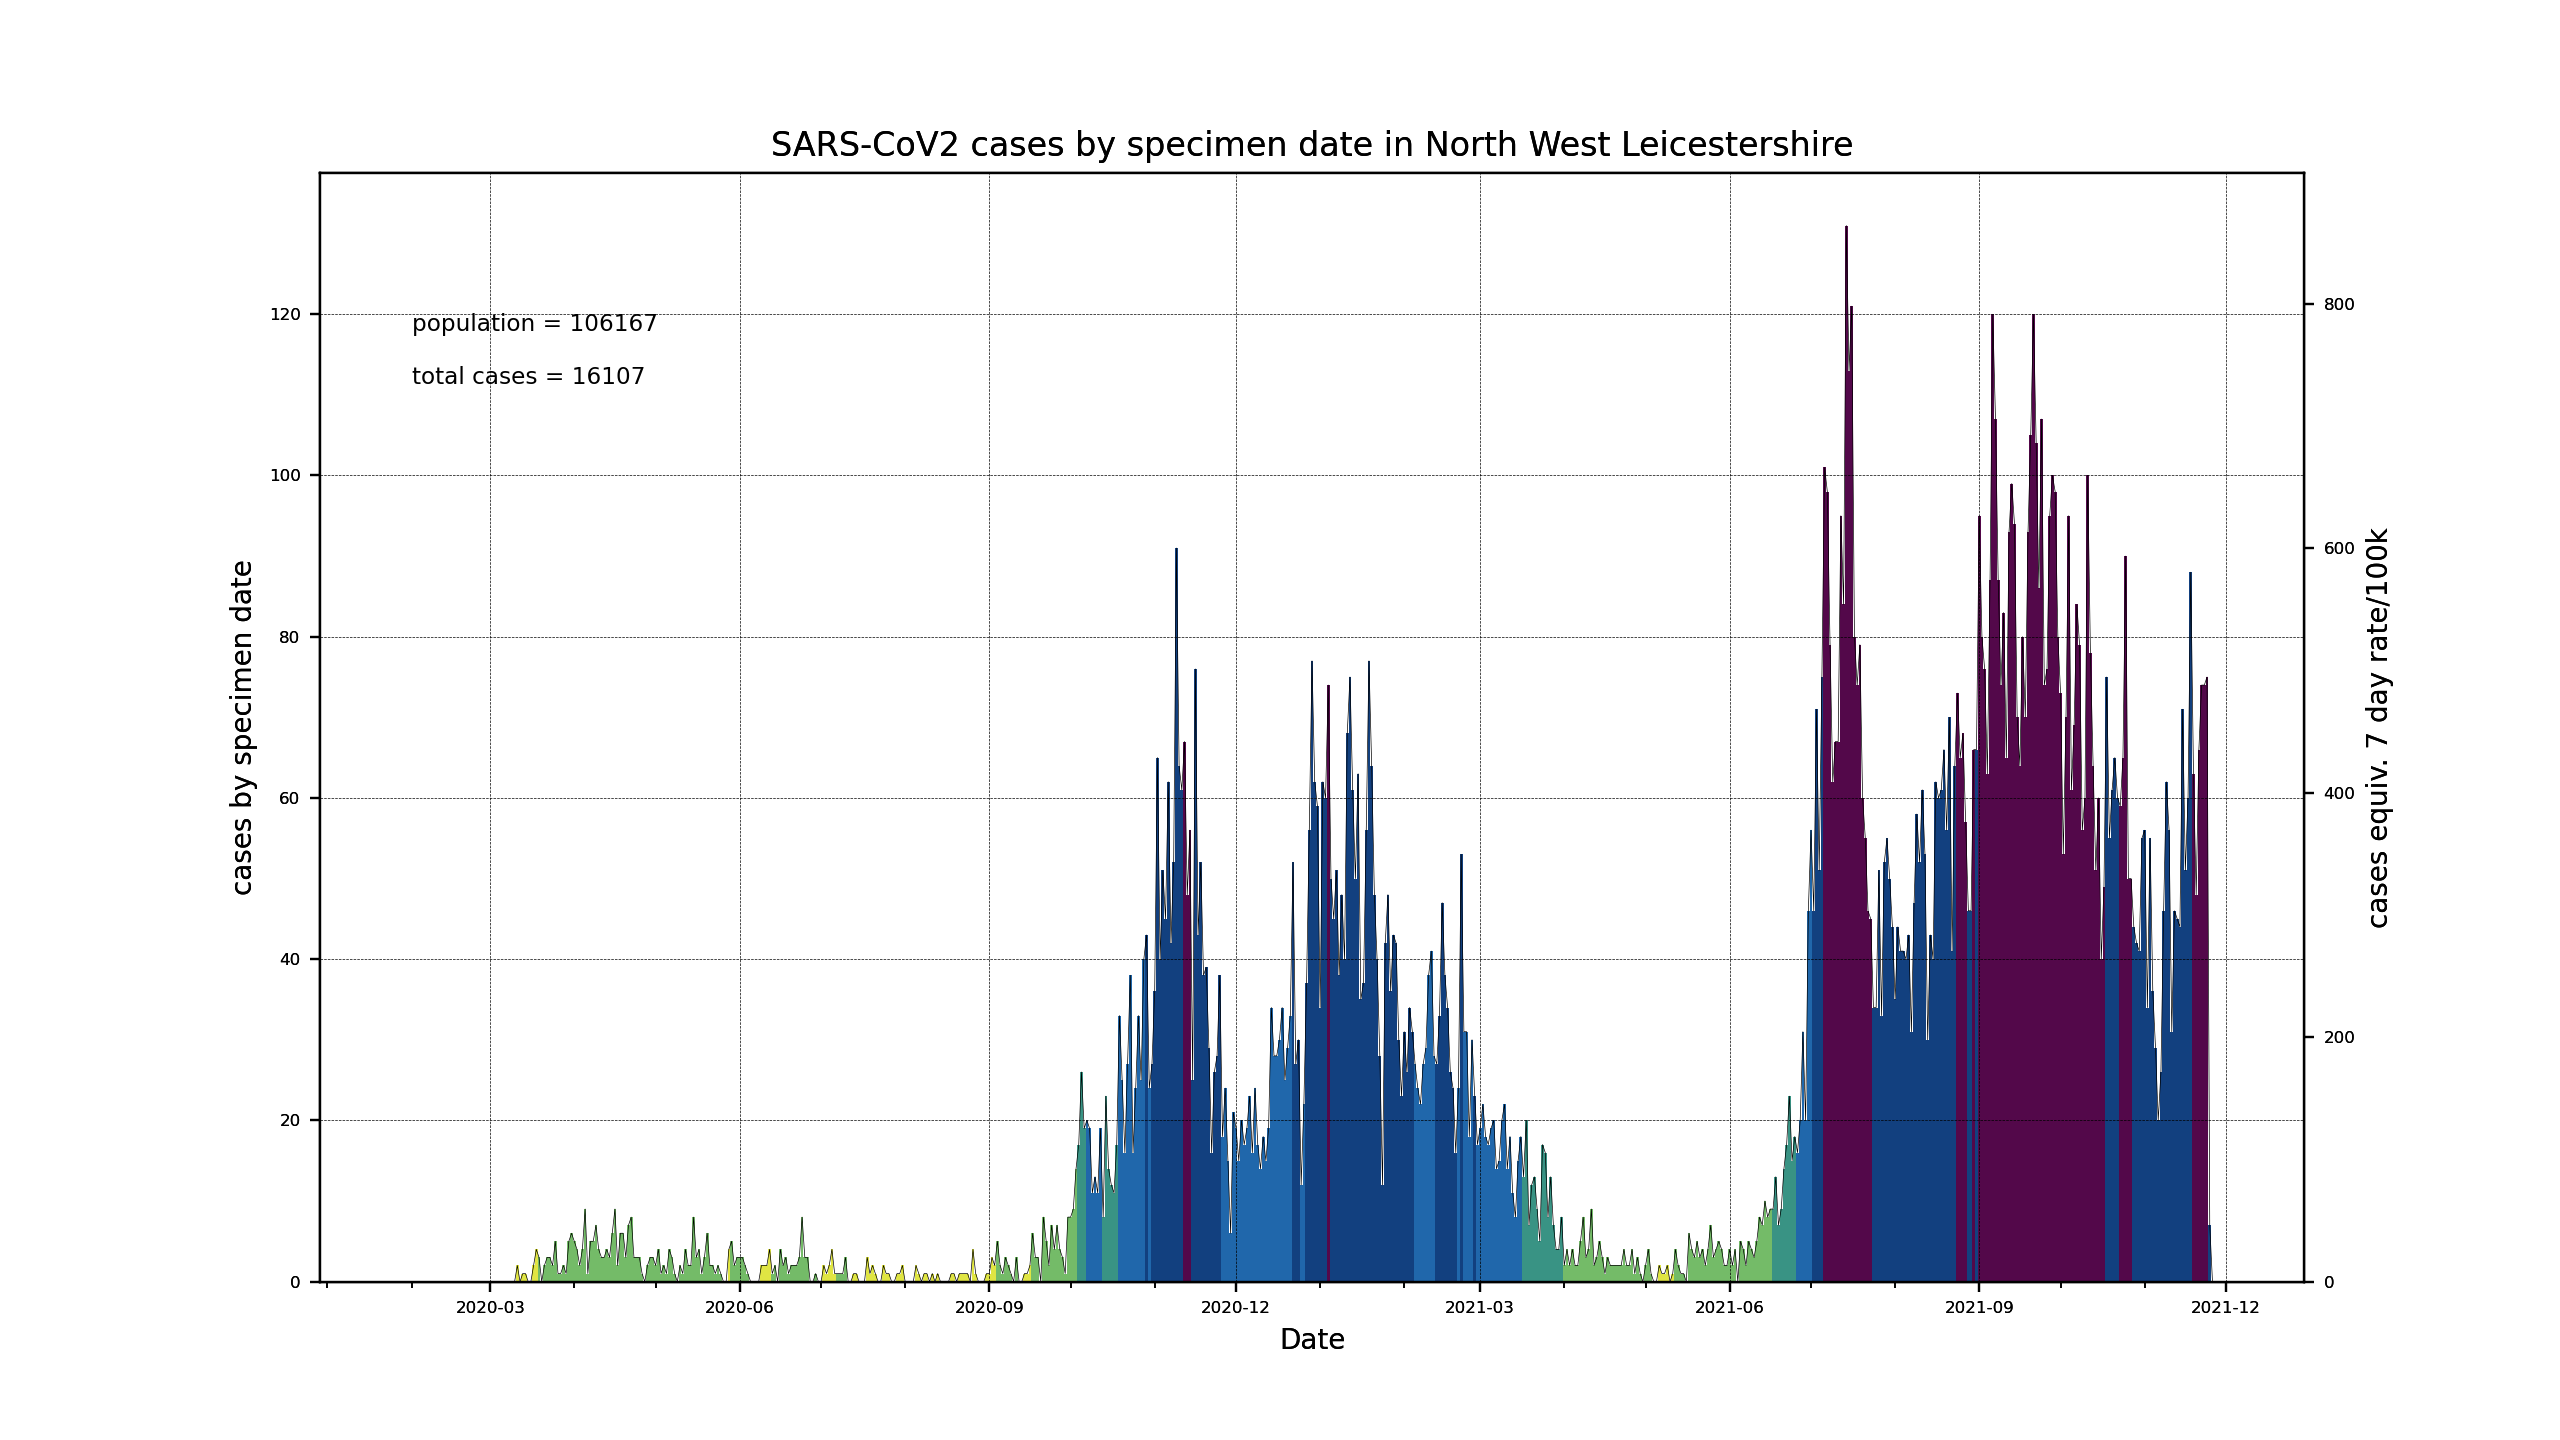 SARS-CoV2 cases by specimen date in North West Leicestershire
population = 106167
total cases = 16107
cases by specimen date
120
100
80
60
40
20
0
800
600
400
200
0
cases equiv. 7 day rate/100k
2020-03 2020-06 2020-09 2020-12 2021-03 2021-06 2021-09 2021-12
Date